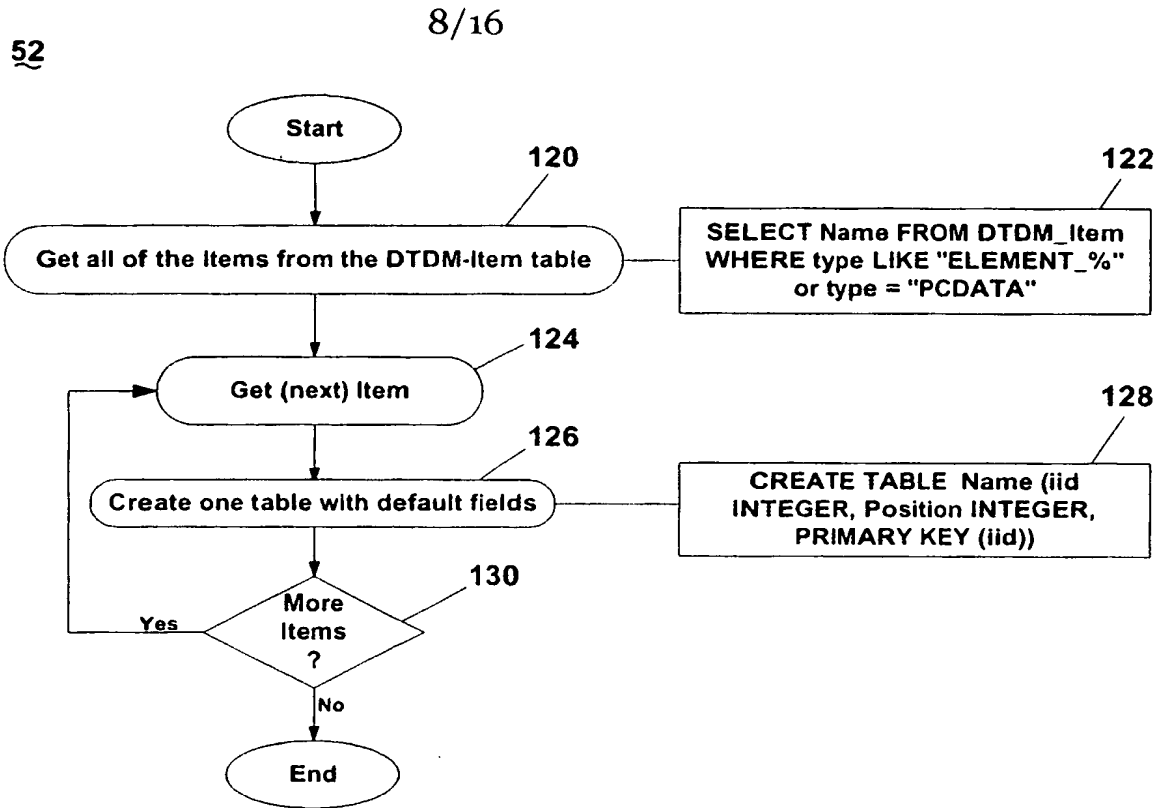 8/16
52
Start
120
122
Get all of the Items from the DTDM-Item table
SELECT Name FROM DTDM_Item
WHERE type LIKE "ELEMENT_%"
or type = "PCDATA"
124
Get (next) Item
128
126
Create one table with default fields
CREATE TABLE Name (iid
INTEGER, Position INTEGER,
PRIMARY KEY (iid))
130
More
Items
?
Yes
No
End